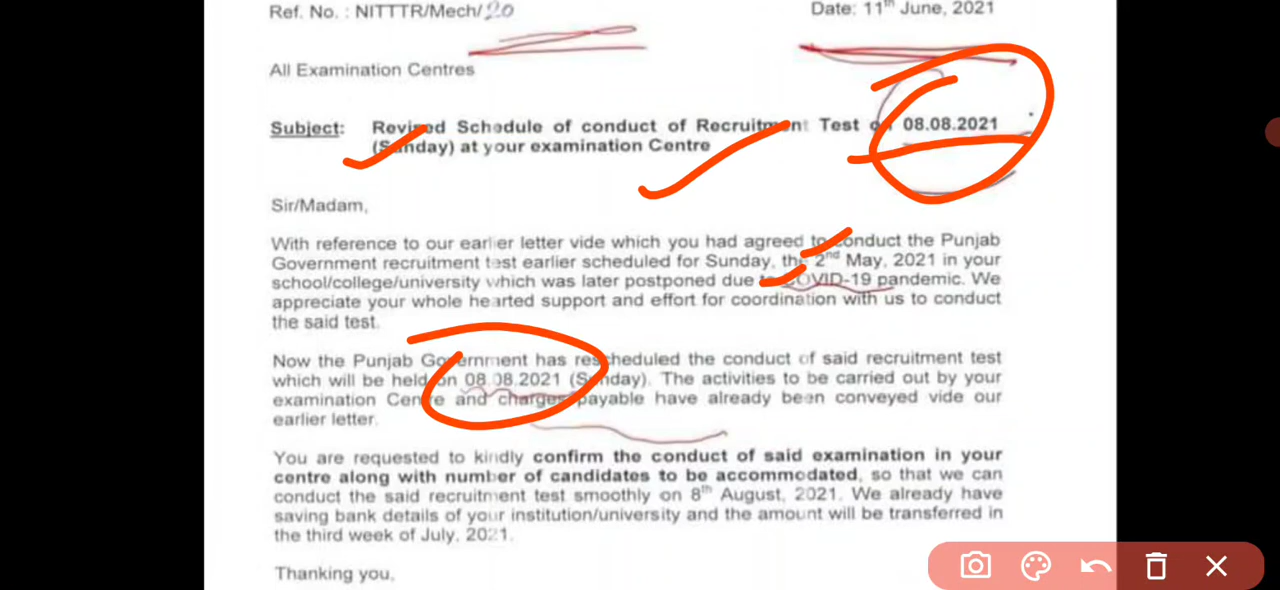 Ref. No. : NITTTR/Mech/20
Date: 11th June, 2021
All Examination Centres
Subject: Revised Schedule of conduct of Recruitment Test on 08.08.2021
(Sunday) at your examination Centre
Sir/Madam,
With reference to our earlier letter vide which you had agreed to conduct the Punjab
Government recruitment test earlier scheduled for Sunday, the 2nd May, 2021 in your
school/college/university which was later postponed due to COVID-19 pandemic. We
appreciate your whole hearted support and effort for coordination with us to conduct
the said test.
Now the Punjab Government has rescheduled the conduct of said recruitment test
which will be held on 08.08.2021 (Sunday). The activities to be carried out by your
examination Centre and charges payable have already been conveyed vide our
earlier letter.
You are requested to kindly confirm the conduct of said examination in your
centre along with number of candidates to be accommodated, so that we can
conduct the said recruitment test smoothly on 8th August, 2021. We already have
saving bank details of your institution/university and the amount will be transferred in
the third week of July, 2021.
Thanking you,